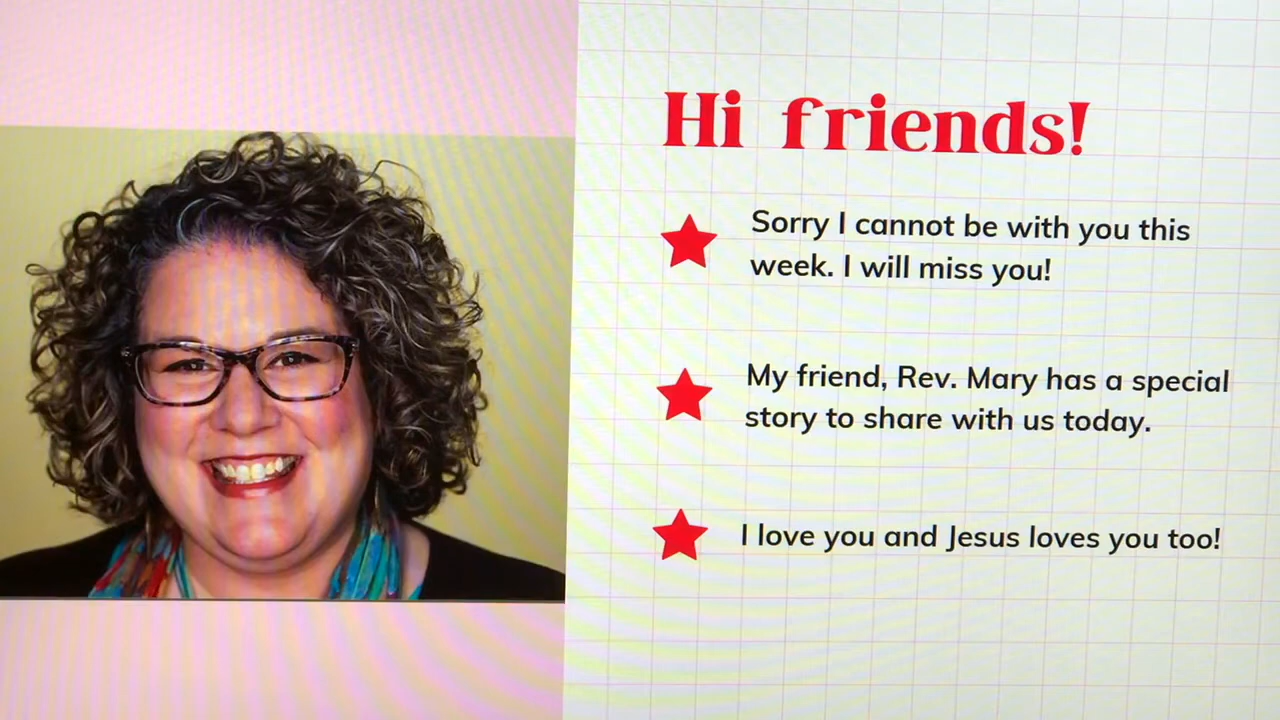 Hi friends!
Sorry I cannot be with you this
week. I will miss you!
My friend, Rev. Mary has a special
story to share with us today.
I love you and Jesus loves you too!